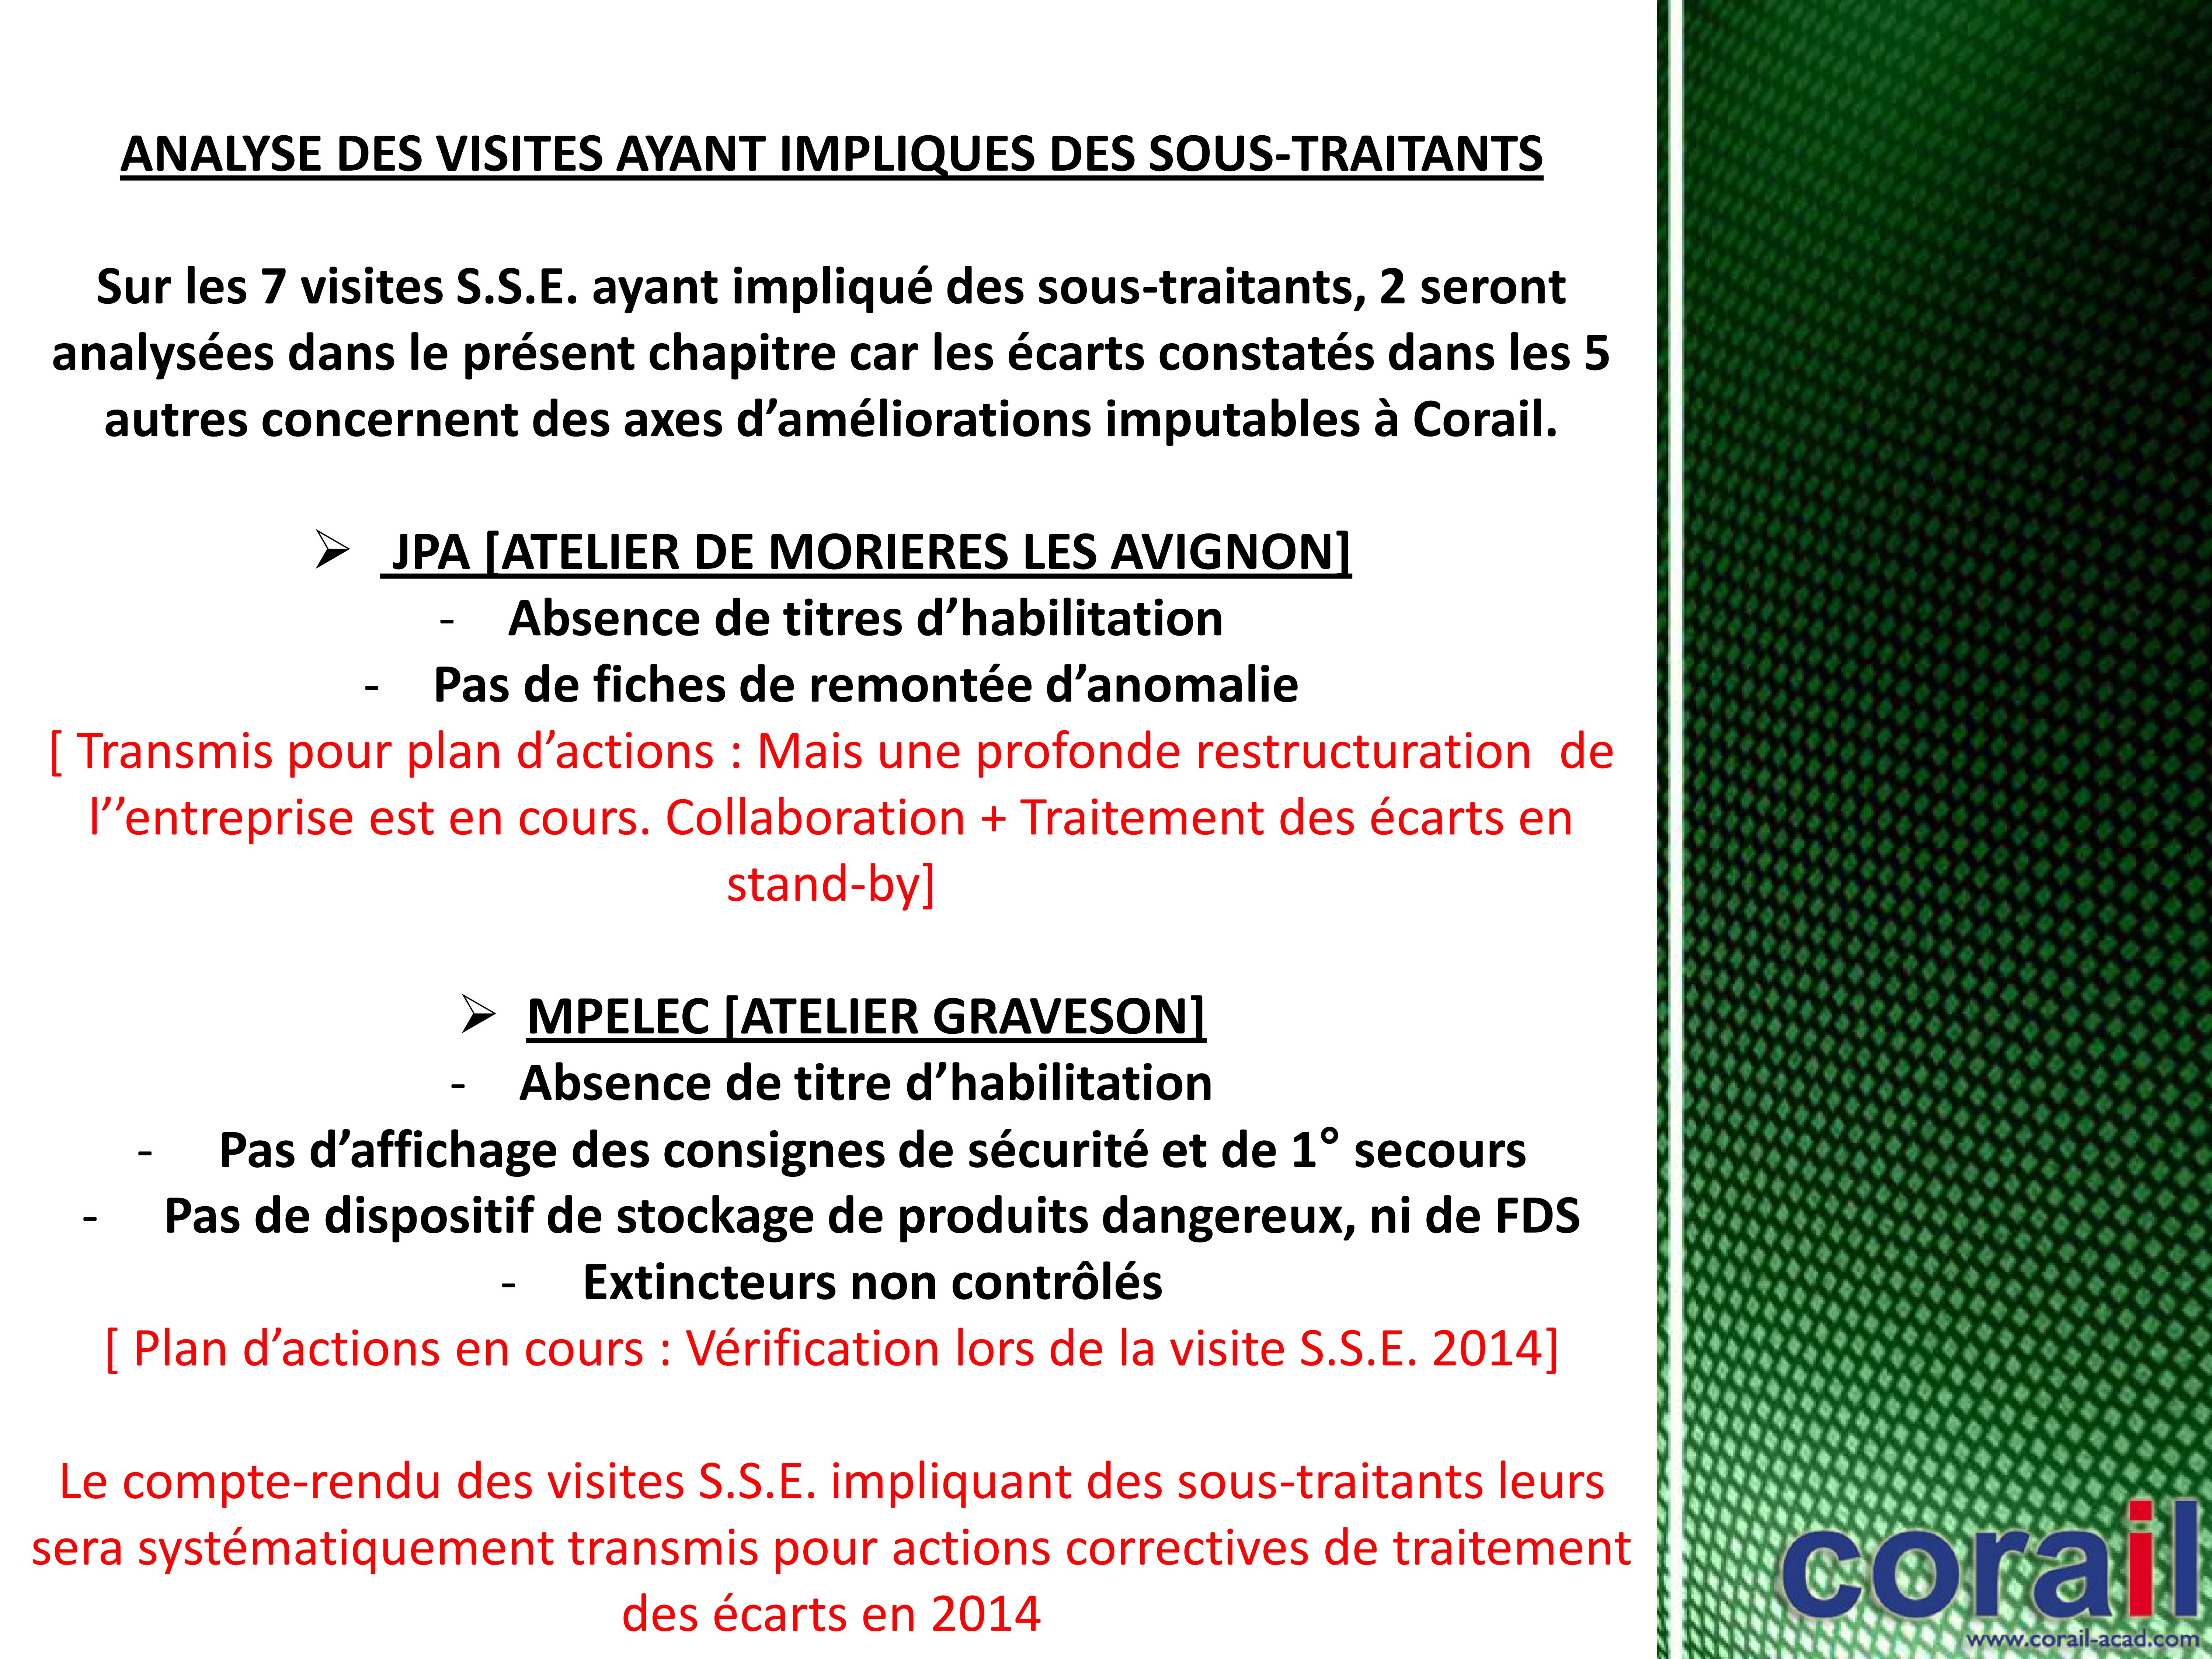 ANALYSE DES VISITES AYANT IMPLIQUES DES SOUS-TRAITANTS
Sur les 7 visites S.S.E. ayant impliqué des sous-traitants, 2 seront
analysées dans le présent chapitre car les écarts constatés dans les 5
autres concernent des axes d’améliorations imputables à Corail.
➢ JPA [ATELIER DE MORIERES LES AVIGNON]
- Absence de titres d’habilitation
- Pas de fiches de remontée d’anomalie
[ Transmis pour plan d’actions : Mais une profonde restructuration de
l’’entreprise est en cours. Collaboration + Traitement des écarts en
stand-by]
➢ MPELEC [ATELIER GRAVESON]
- Absence de titre d’habilitation
- Pas d’affichage des consignes de sécurité et de 1° secours
- Pas de dispositif de stockage de produits dangereux, ni de FDS
- Extincteurs non contrôlés
[ Plan d’actions en cours : Vérification lors de la visite S.S.E. 2014]
Le compte-rendu des visites S.S.E. impliquant des sous-traitants leurs
sera systématiquement transmis pour actions correctives de traitement
des écarts en 2014
corail
www.corail-acad.com